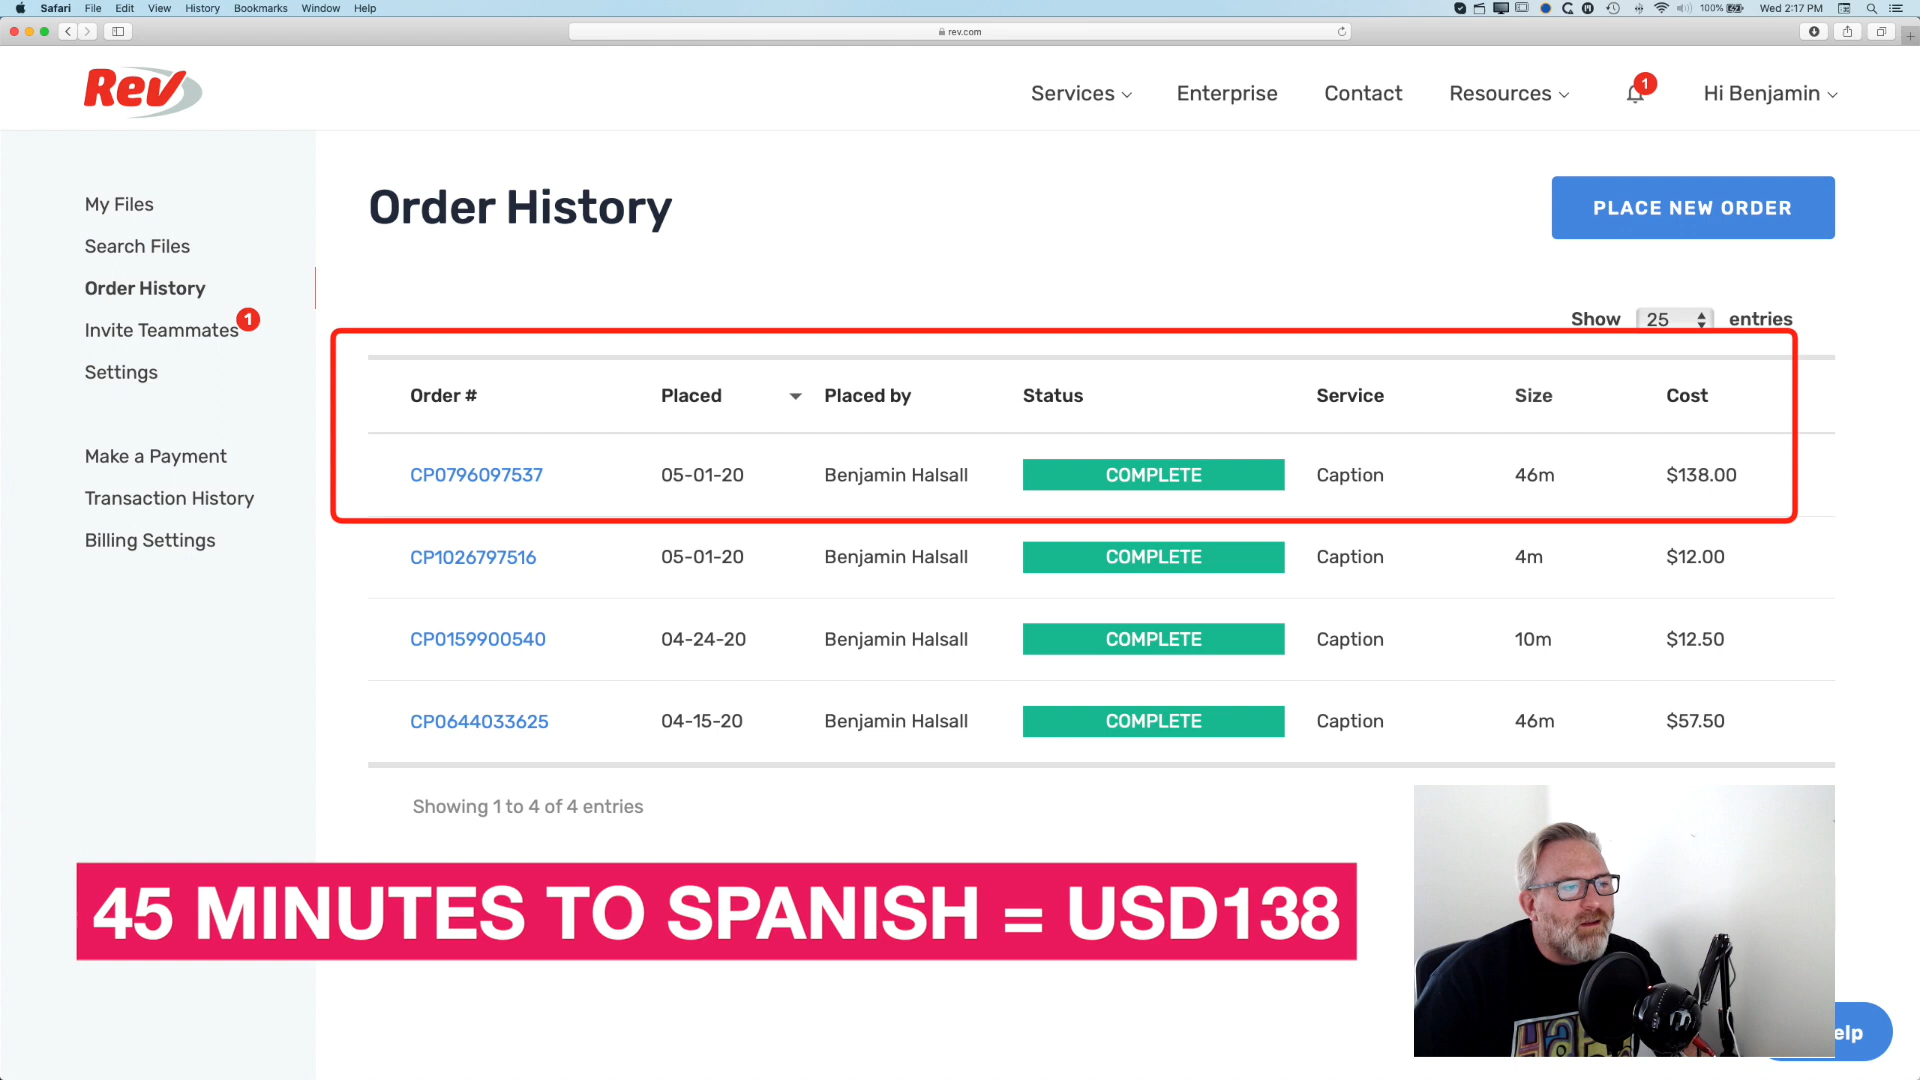 Safari File Edit View History Bookmarks Window Help 100% Wed 2:17 PM
rev.com
Rev Services Enterprise Contact Resources 1 Hi Benjamin
My Files
Search Files
Order History
Invite Teammates 1
Settings
Make a Payment
Transaction History
Billing Settings
Order History
PLACE NEW ORDER
Show 25 entries
Order # Placed Placed by Status Service Size Cost
CP0796097537 05-01-20 Benjamin Halsall COMPLETE Caption 46m $138.00
CP1026797516 05-01-20 Benjamin Halsall COMPLETE Caption 4m $12.00
CP0159900540 04-24-20 Benjamin Halsall COMPLETE Caption 10m $12.50
CP0644033625 04-15-20 Benjamin Halsall COMPLETE Caption 46m $57.50
Showing 1 to 4 of 4 entries
45 MINUTES TO SPANISH = USD138
elp